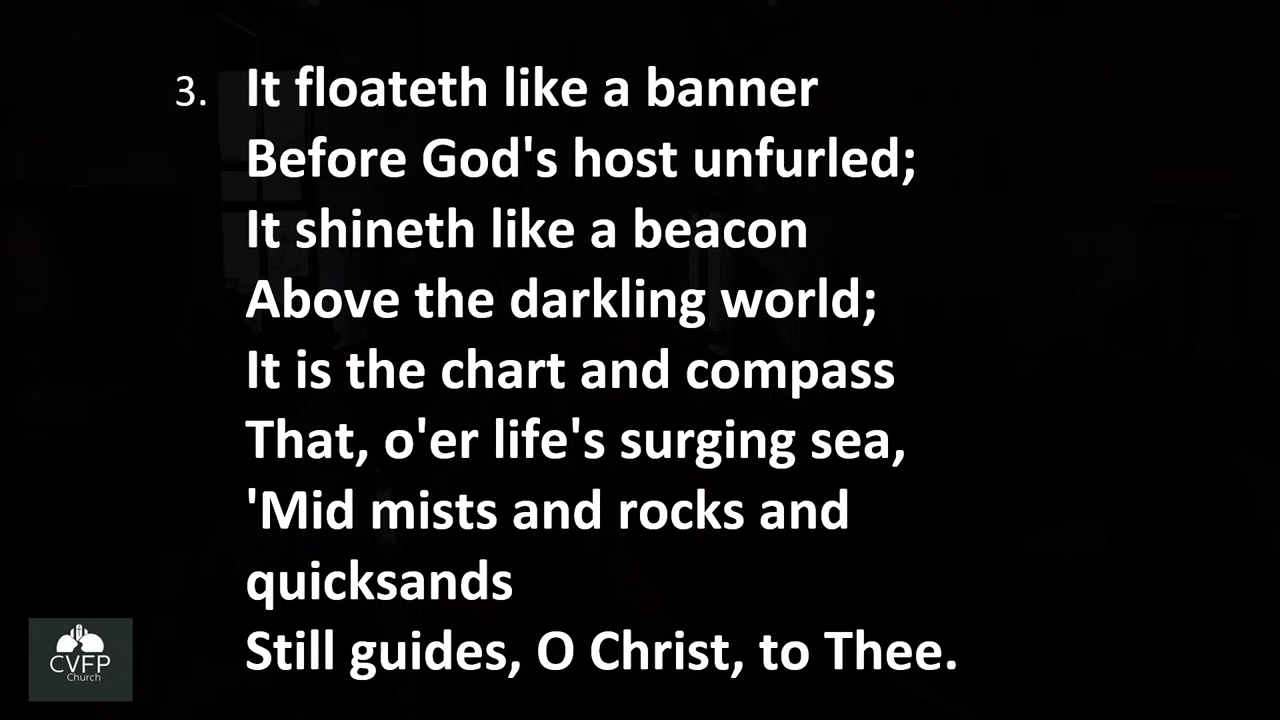 3. It floateth like a banner
Before God's host unfurled;
It shineth like a beacon
Above the darkling world;
It is the chart and compass
That, o'er life's surging sea,
'Mid mists and rocks and
quicksands
Still guides, O Christ, to Thee.
CVFP
Church